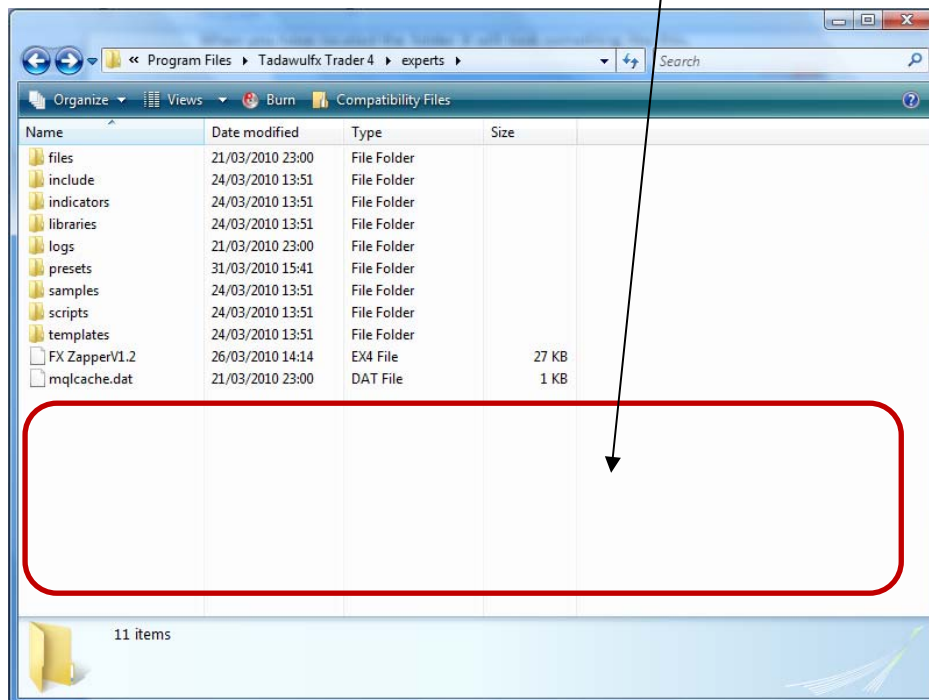 « Program Files ▸ Tadawulfx Trader 4 ▸ experts ▸ Search
Organize Views Burn Compatibility Files
Name Date modified Type Size
files 21/03/2010 23:00 File Folder
include 24/03/2010 13:51 File Folder
indicators 24/03/2010 13:51 File Folder
libraries 24/03/2010 13:51 File Folder
logs 21/03/2010 23:00 File Folder
presets 31/03/2010 15:41 File Folder
samples 24/03/2010 13:51 File Folder
scripts 24/03/2010 13:51 File Folder
templates 24/03/2010 13:51 File Folder
FX ZapperV1.2 26/03/2010 14:14 EX4 File 27 KB
mqlcache.dat 21/03/2010 23:00 DAT File 1 KB
11 items